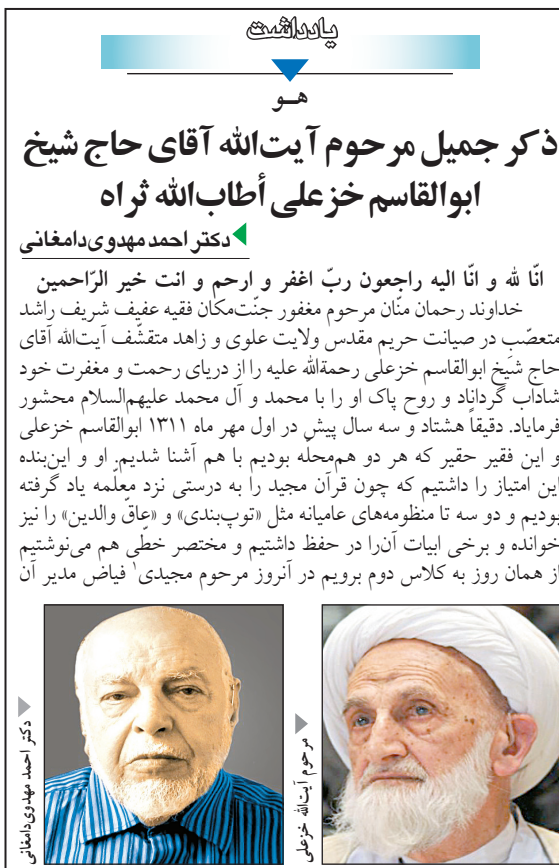 یادداشت
هـو
ذکر جمیل مرحوم آیت‌الله آقای حاج شیخ
ابوالقاسم خزعلی أطاب‌الله ثراه
دکتر احمد مهدوی‌دامغانی
انّا لله و انّا الیه راجعون ربّ اغفر و ارحم و انت خیر الرّاحمین
خداوند رحمان منّان مرحوم مغفور جنّت‌مکان فقیه عفیف شریف راشد
متعصّبِ در صیانت حریم مقدس ولایت علوی و زاهد متقشّف آیت‌الله آقای
حاج شیخ ابوالقاسم خزعلی رحمة‌الله علیه را از دریای رحمت و مغفرت خود
شاداب گرداناد و روح پاک او را با محمد و آل محمد علیهم‌السلام محشور
فرمایاد. دقیقاً هشتاد و سه سال پیش در اول مهر ماه ۱۳۱۱ ابوالقاسم خزعلی
و این فقیر حقیر که هر دو هم‌محلّه بودیم با هم آشنا شدیم. او و این‌بنده
این امتیاز را داشتیم که چون قرآن مجید را به درستی نزد معلّمه یاد گرفته
بودیم و دو سه تا منظومه‌های عامیانه مثل «توپ‌بندی» و «عاقّ والدین» را نیز
خوانده و برخی ابیات آن‌را در حفظ داشتیم و مختصر خطّی هم می‌نوشتیم
از همان روز به کلاس دوم برویم در آنروز مرحوم مجیدی۱ فیاض مدیر آن
مرحوم آیت‌الله خزعلی
دکتر احمد مهدوی‌دامغانی